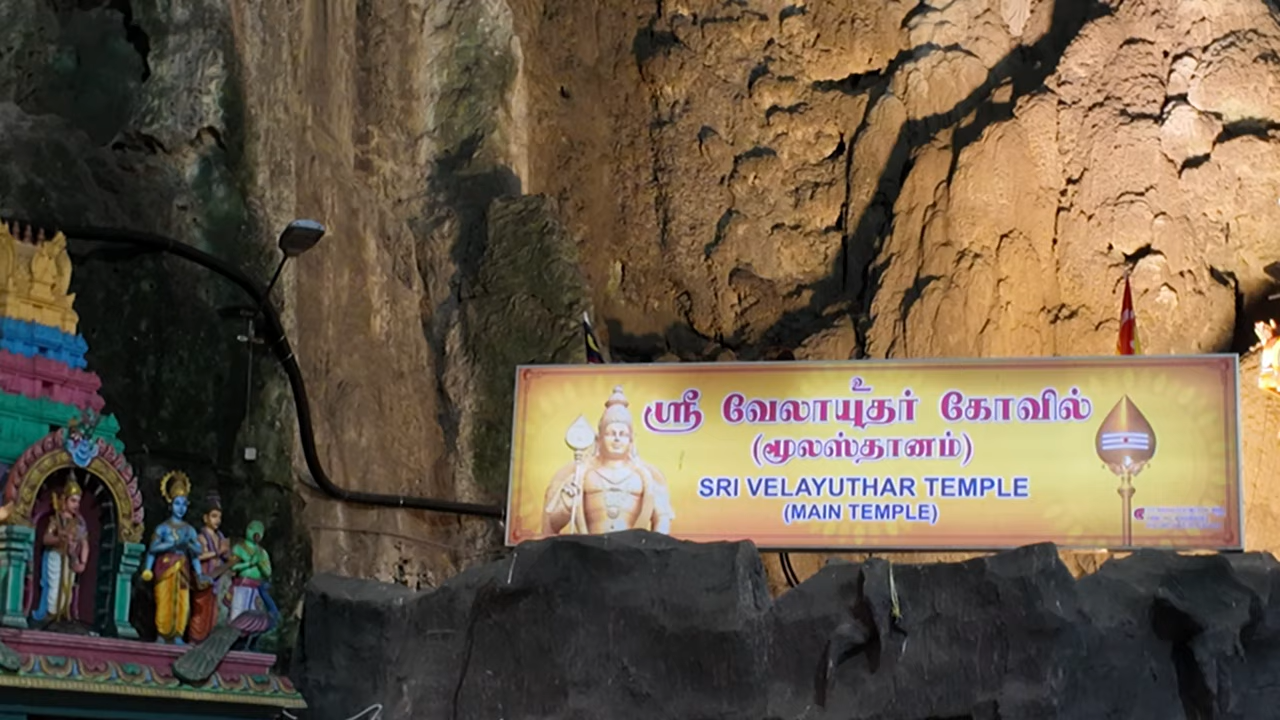 ஸ்ரீ வேலாயுதர் கோவில்
(மூலஸ்தானம்)
SRI VELAYUTHAR TEMPLE
(MAIN TEMPLE)